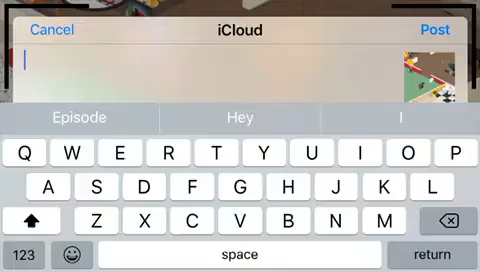 Cancel iCloud Post
Episode Hey I
Q W E R T Y U I O P
A S D F G H J K L
Z X C V B N M
123 space return